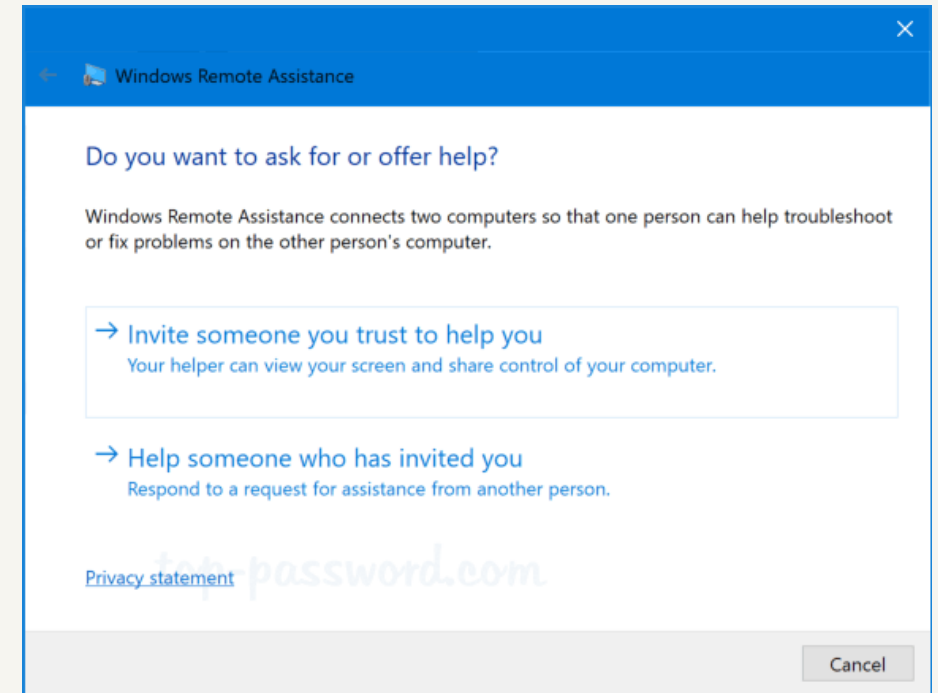 Windows Remote Assistance
Do you want to ask for or offer help?
Windows Remote Assistance connects two computers so that one person can help troubleshoot
or fix problems on the other person's computer.
→ Invite someone you trust to help you
Your helper can view your screen and share control of your computer.
→ Help someone who has invited you
Respond to a request for assistance from another person.
top-password.com
Privacy statement
Cancel